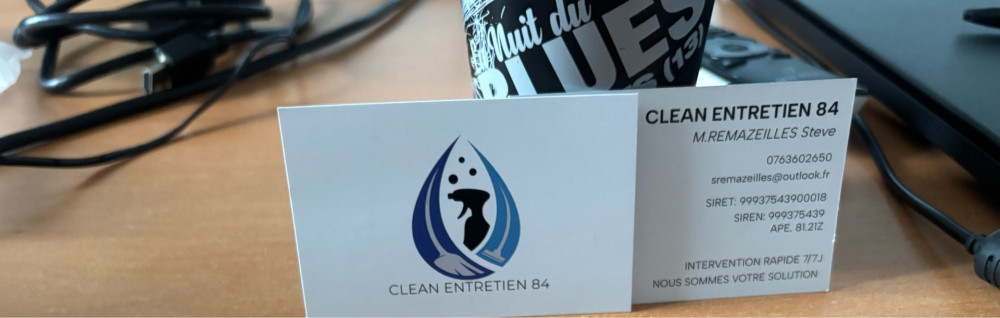 Nuit du
BLUES
(13)
CLEAN ENTRETIEN 84
CLEAN ENTRETIEN 84
M.REMAZEILLES Steve
0763602650
sremazeilles@outlook.fr
SIRET: 99937543900018
SIREN: 999375439
APE. 81.21Z
INTERVENTION RAPIDE 7/7J
NOUS SOMMES VOTRE SOLUTION